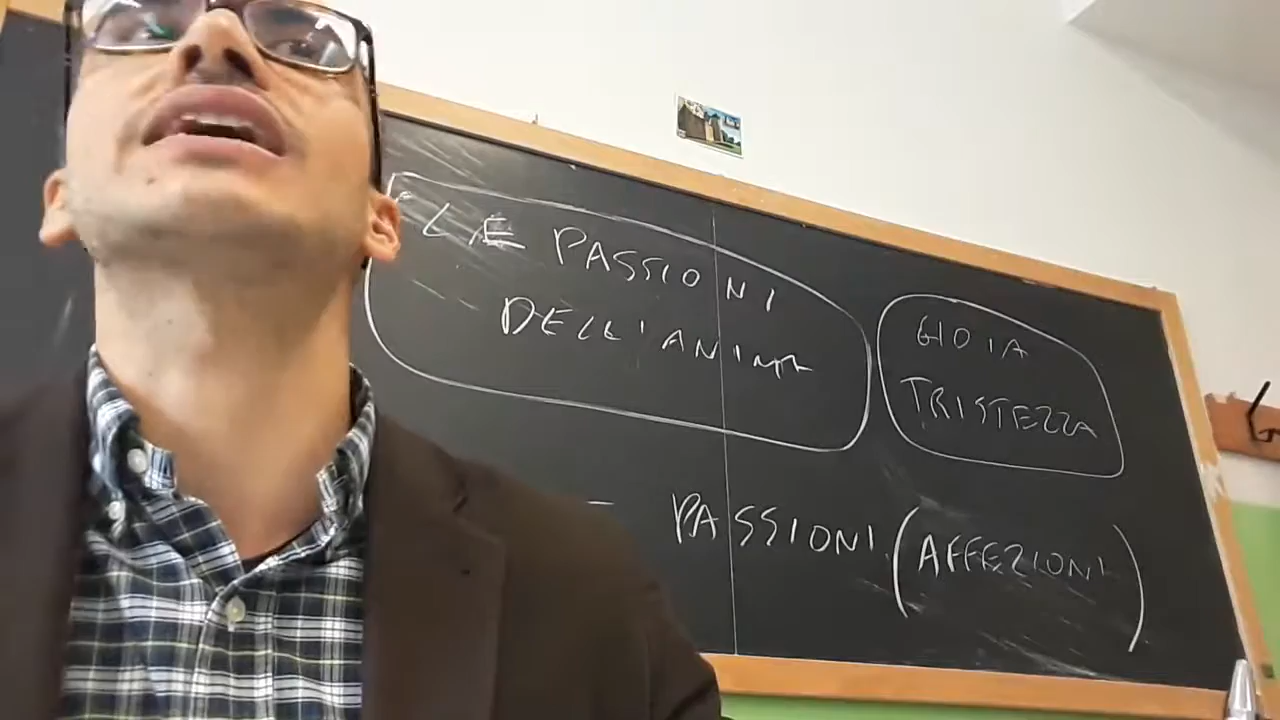 LE PASSIONI
DELL'ANIMA
GIOIA
TRISTEZZA
– PASSIONI (AFFEZIONI)